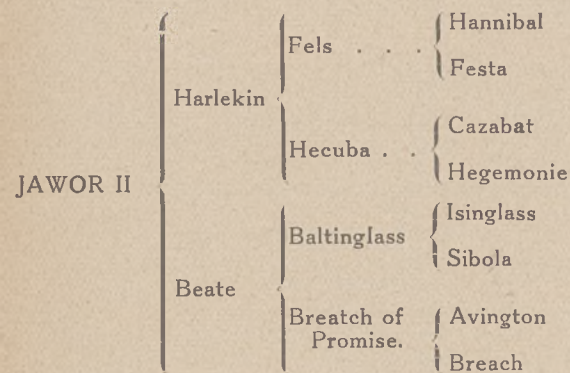 Hannibal
Fels . . .
Festa
Harlekin
Cazabat
Hecuba . .
Hegemonie
JAWOR II
Isinglass
Baltinglass
Sibola
Beate
Breatch of
Promise.
Avington
Breach